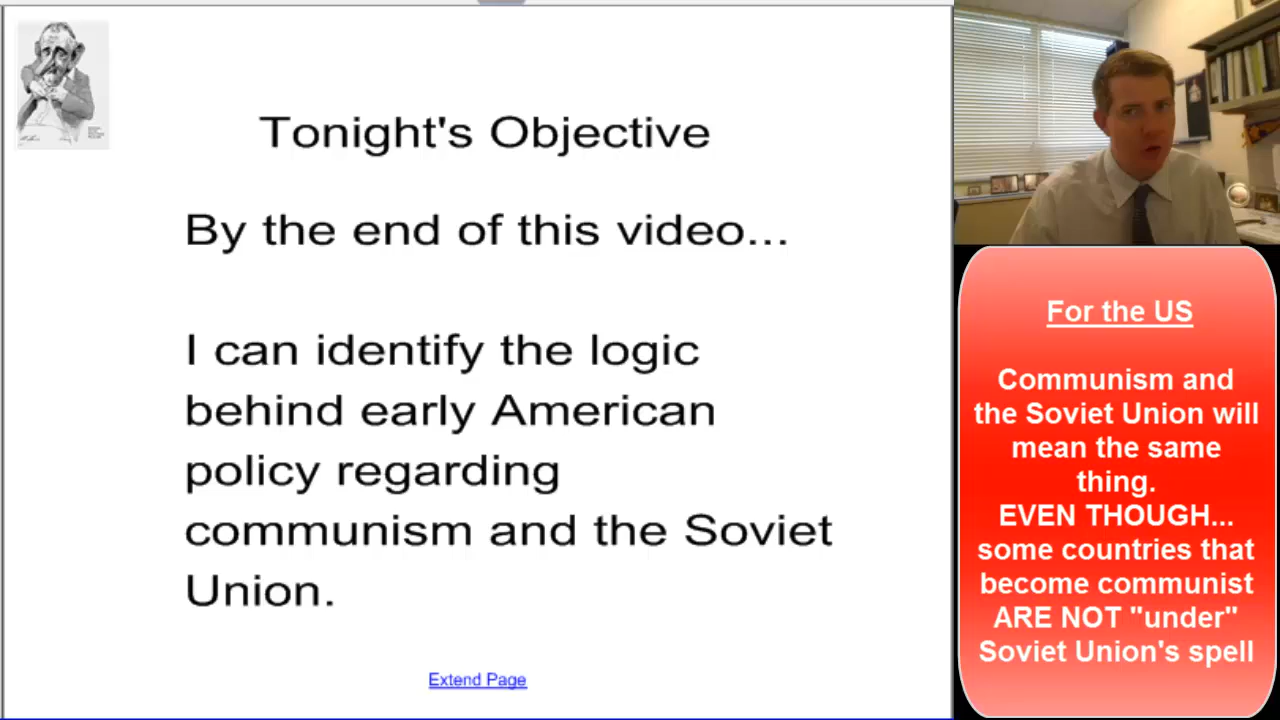 Tonight's Objective
By the end of this video...
I can identify the logic
behind early American
policy regarding
communism and the Soviet
Union.
Extend Page
For the US
Communism and
the Soviet Union will
mean the same
thing.
EVEN THOUGH...
some countries that
become communist
ARE NOT "under"
Soviet Union's spell